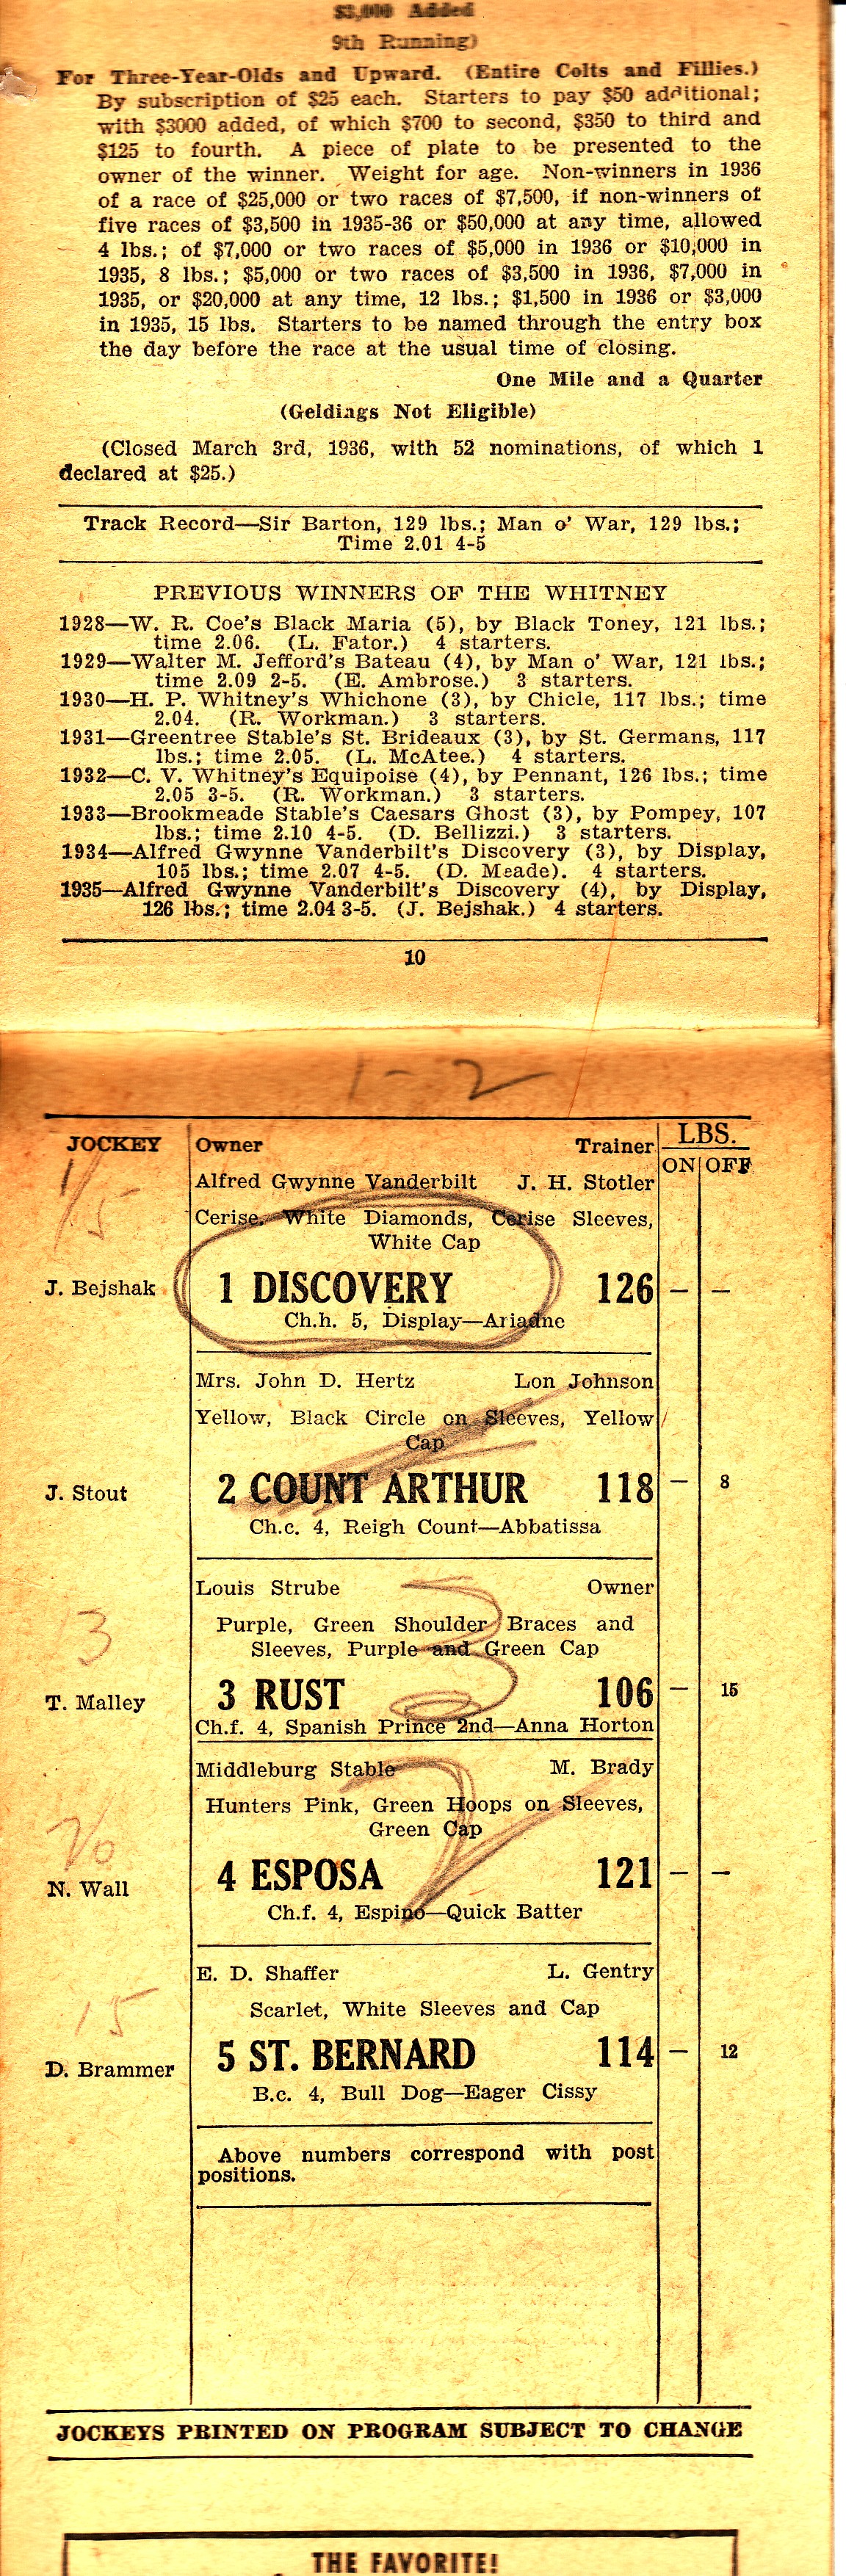 $3,000 Added
9th Running)
For Three-Year-Olds and Upward. (Entire Colts and Fillies.)
By subscription of $25 each. Starters to pay $50 additional;
with $3000 added, of which $700 to second, $350 to third and
$125 to fourth. A piece of plate to be presented to the
owner of the winner. Weight for age. Non-winners in 1936
of a race of $25,000 or two races of $7,500, if non-winners of
five races of $3,500 in 1935-36 or $50,000 at any time, allowed
4 lbs.; of $7,000 or two races of $5,000 in 1936 or $10,000 in
1935, 8 lbs.; $5,000 or two races of $3,500 in 1936, $7,000 in
1935, or $20,000 at any time, 12 lbs.; $1,500 in 1936 or $3,000
in 1935, 15 lbs. Starters to be named through the entry box
the day before the race at the usual time of closing.
One Mile and a Quarter
(Geldings Not Eligible)
(Closed March 3rd, 1936, with 52 nominations, of which 1
declared at $25.)
Track Record—Sir Barton, 129 lbs.; Man o' War, 129 lbs.;
Time 2.01 4-5
PREVIOUS WINNERS OF THE WHITNEY
1928—W. R. Coe's Black Maria (5), by Black Toney, 121 lbs.;
time 2.06. (L. Fator.) 4 starters.
1929—Walter M. Jefford's Bateau (4), by Man o' War, 121 lbs.;
time 2.09 2-5. (E. Ambrose.) 3 starters.
1930—H. P. Whitney's Whichone (3), by Chicle, 117 lbs.; time
2.04. (R. Workman.) 3 starters.
1931—Greentree Stable's St. Brideaux (3), by St. Germans, 117
lbs.; time 2.05. (L. McAtee.) 4 starters.
1932—C. V. Whitney's Equipoise (4), by Pennant, 126 lbs.; time
2.05 3-5. (R. Workman.) 3 starters.
1933—Brookmeade Stable's Caesars Ghost (3), by Pompey, 107
lbs.; time 2.10 4-5. (D. Bellizzi.) 3 starters.
1934—Alfred Gwynne Vanderbilt's Discovery (3), by Display,
105 lbs.; time 2.07 4-5. (D. Meade). 4 starters.
1935—Alfred Gwynne Vanderbilt's Discovery (4), by Display,
126 lbs.; time 2.04 3-5. (J. Bejshak.) 4 starters.
10
1-2
JOCKEY Owner Trainer LBS.
ON OFF
1/5
Alfred Gwynne Vanderbilt J. H. Stotler
Cerise, White Diamonds, Cerise Sleeves,
White Cap
J. Bejshak 1 DISCOVERY 126 — —
Ch.h. 5, Display—Ariadne
Mrs. John D. Hertz Lon Johnson
Yellow, Black Circle on Sleeves, Yellow
Cap
J. Stout 2 COUNT ARTHUR 118 — 8
Ch.c. 4, Reigh Count—Abbatissa
Louis Strube Owner
3
3
Purple, Green Shoulder Braces and
Sleeves, Purple and Green Cap
T. Malley 3 RUST 106 — 15
Ch.f. 4, Spanish Prince 2nd—Anna Horton
Middleburg Stable M. Brady
Hunters Pink, Green Hoops on Sleeves,
Green Cap
20
2
N. Wall 4 ESPOSA 121 — —
Ch.f. 4, Espino—Quick Batter
E. D. Shaffer L. Gentry
Scarlet, White Sleeves and Cap
15
D. Brammer 5 ST. BERNARD 114 — 12
B.c. 4, Bull Dog—Eager Cissy
Above numbers correspond with post
positions.
JOCKEYS PRINTED ON PROGRAM SUBJECT TO CHANGE
THE FAVORITE!